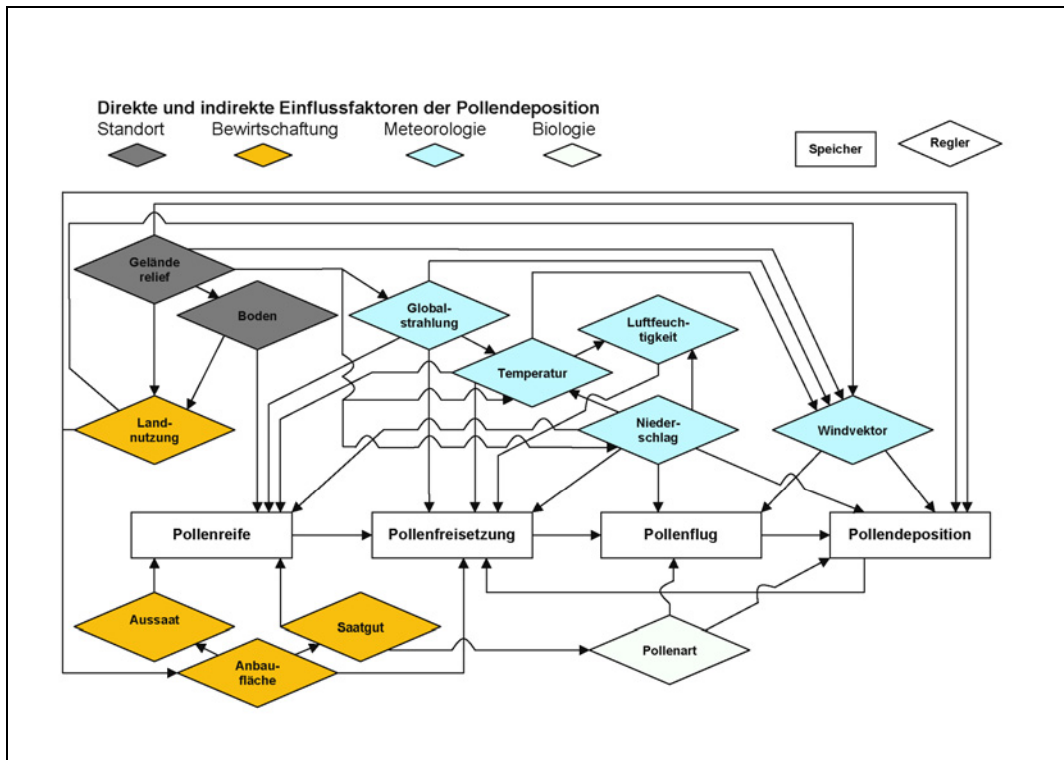 Direkte und indirekte Einflussfaktoren der Pollendeposition
Standort Bewirtschaftung Meteorologie Biologie
Speicher
Regler
Gelände
relief
Boden
Global-
strahlung
Luftfeuch-
tigkeit
Temperatur
Land-
nutzung
Nieder-
schlag
Windvektor
Pollenreife
Pollenfreisetzung
Pollenflug
Pollendeposition
Aussaat
Saatgut
Anbau-
fläche
Pollenart